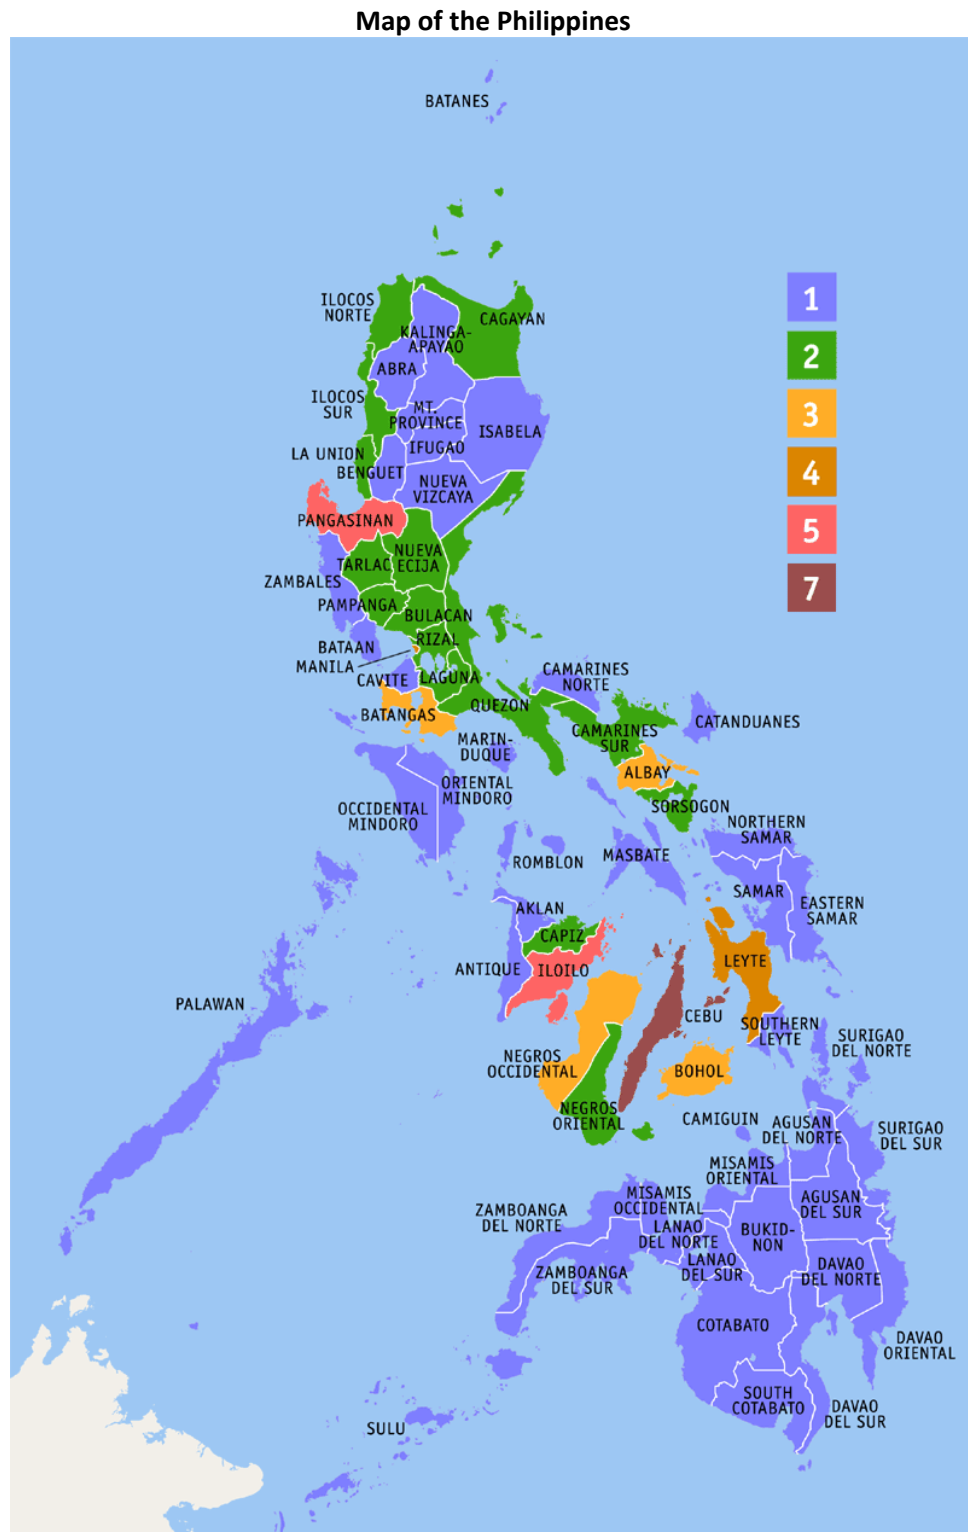 Map of the Philippines
BATANES
ILOCOS
NORTE
CAGAYAN
KALINGA-
APAYAO
ABRA
ILOCOS
SUR
MT.
PROVINCE
ISABELA
IFUGAO
LA UNION
BENGUET
NUEVA
VIZCAYA
PANGASINAN
NUEVA
ECIJA
TARLAC
ZAMBALES
PAMPANGA
BULACAN
RIZAL
BATAAN
MANILA
CAVITE
LAGUNA
CAMARINES
NORTE
QUEZON
BATANGAS
CATANDUANES
CAMARINES
SUR
MARIN-
DUQUE
ALBAY
ORIENTAL
MINDORO
OCCIDENTAL
MINDORO
SORSOGON
NORTHERN
SAMAR
ROMBLON
MASBATE
SAMAR
EASTERN
SAMAR
AKLAN
CAPIZ
ANTIQUE
ILOILO
LEYTE
PALAWAN
CEBU
SOUTHERN
LEYTE
SURIGAO
DEL NORTE
NEGROS
OCCIDENTAL
BOHOL
NEGROS
ORIENTAL
CAMIGUIN
AGUSAN
DEL NORTE
SURIGAO
DEL SUR
MISAMIS
ORIENTAL
ZAMBOANGA
DEL NORTE
MISAMIS
OCCIDENTAL
AGUSAN
DEL SUR
LANAO
DEL NORTE
BUKID-
NON
LANAO
DEL SUR
ZAMBOANGA
DEL SUR
DAVAO
DEL NORTE
COTABATO
DAVAO
ORIENTAL
SOUTH
COTABATO
DAVAO
DEL SUR
SULU
1
2
3
4
5
7